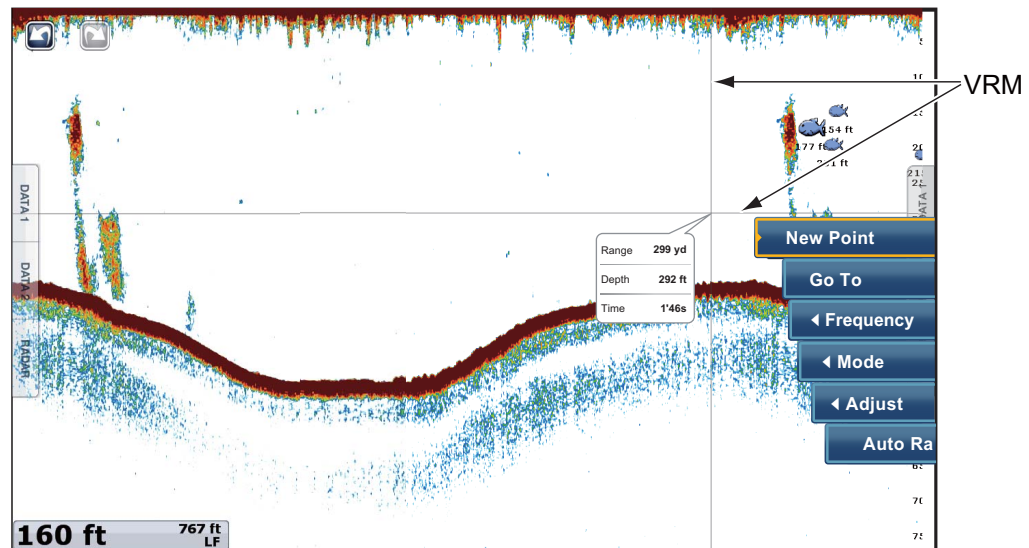 VRM
154 ft
177 ft
DATA 1
DATA 2
RADAR
New Point
Go To
Frequency
Mode
Adjust
Auto Ra
Range 299 yd
Depth 292 ft
Time 1'46s
160 ft
767 ft
LF